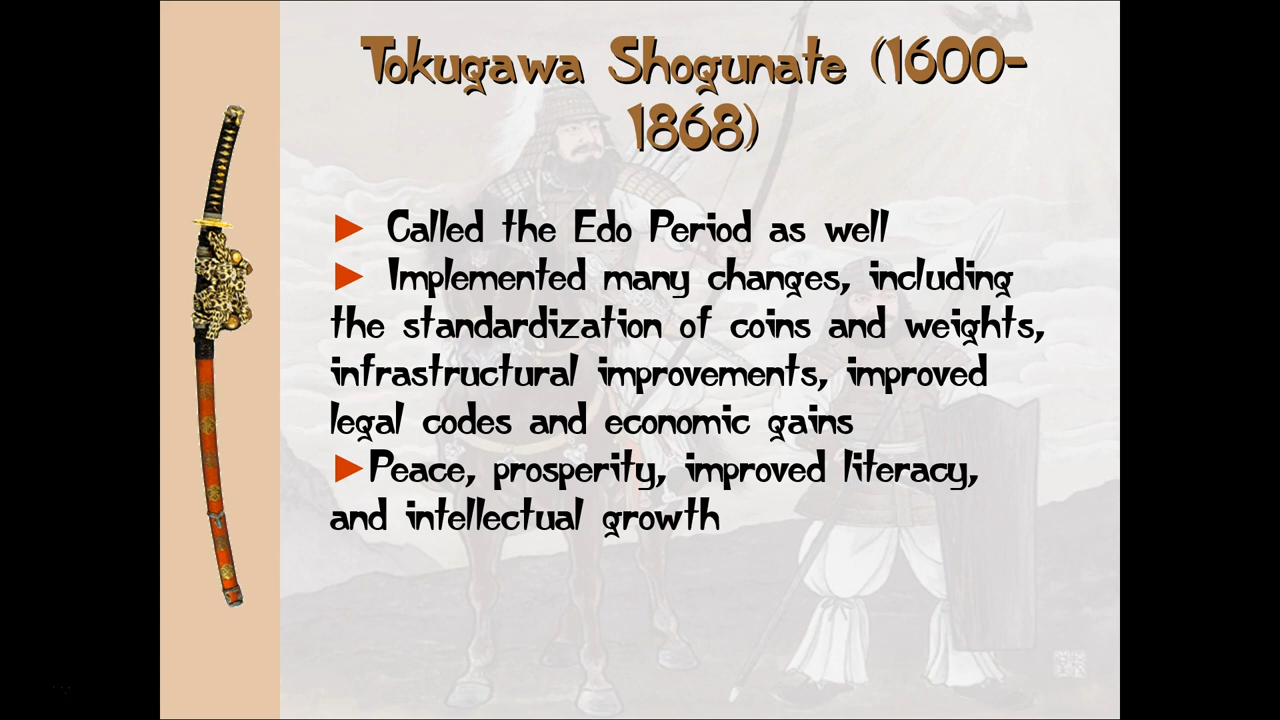 Tokugawa Shogunate (1600-
1868)
► Called the Edo Period as well
► Implemented many changes, including
the standardization of coins and weights,
infrastructural improvements, improved
legal codes and economic gains
►Peace, prosperity, improved literacy,
and intellectual growth